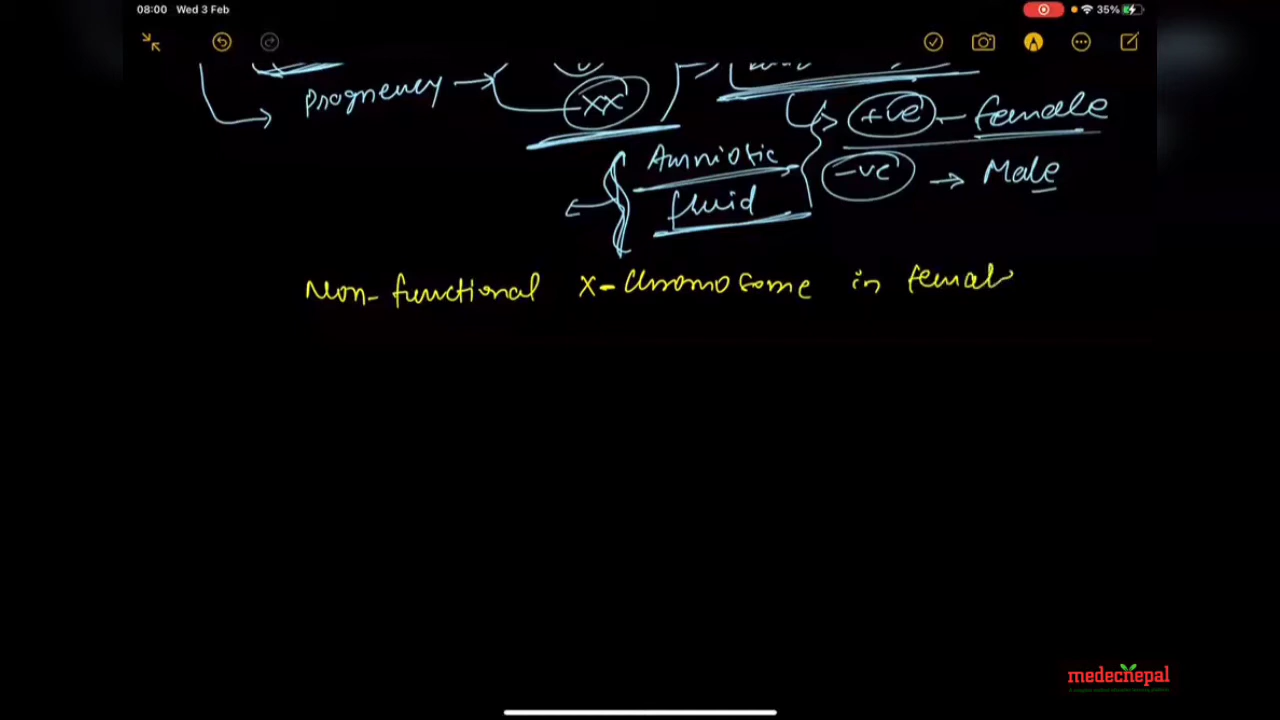 08:00 Wed 3 Feb
35%
Pregnency → XX
+ve – female
-ve → Male
Amniotic
fluid
Non-functional X-Chromosome in femal
medecnepal